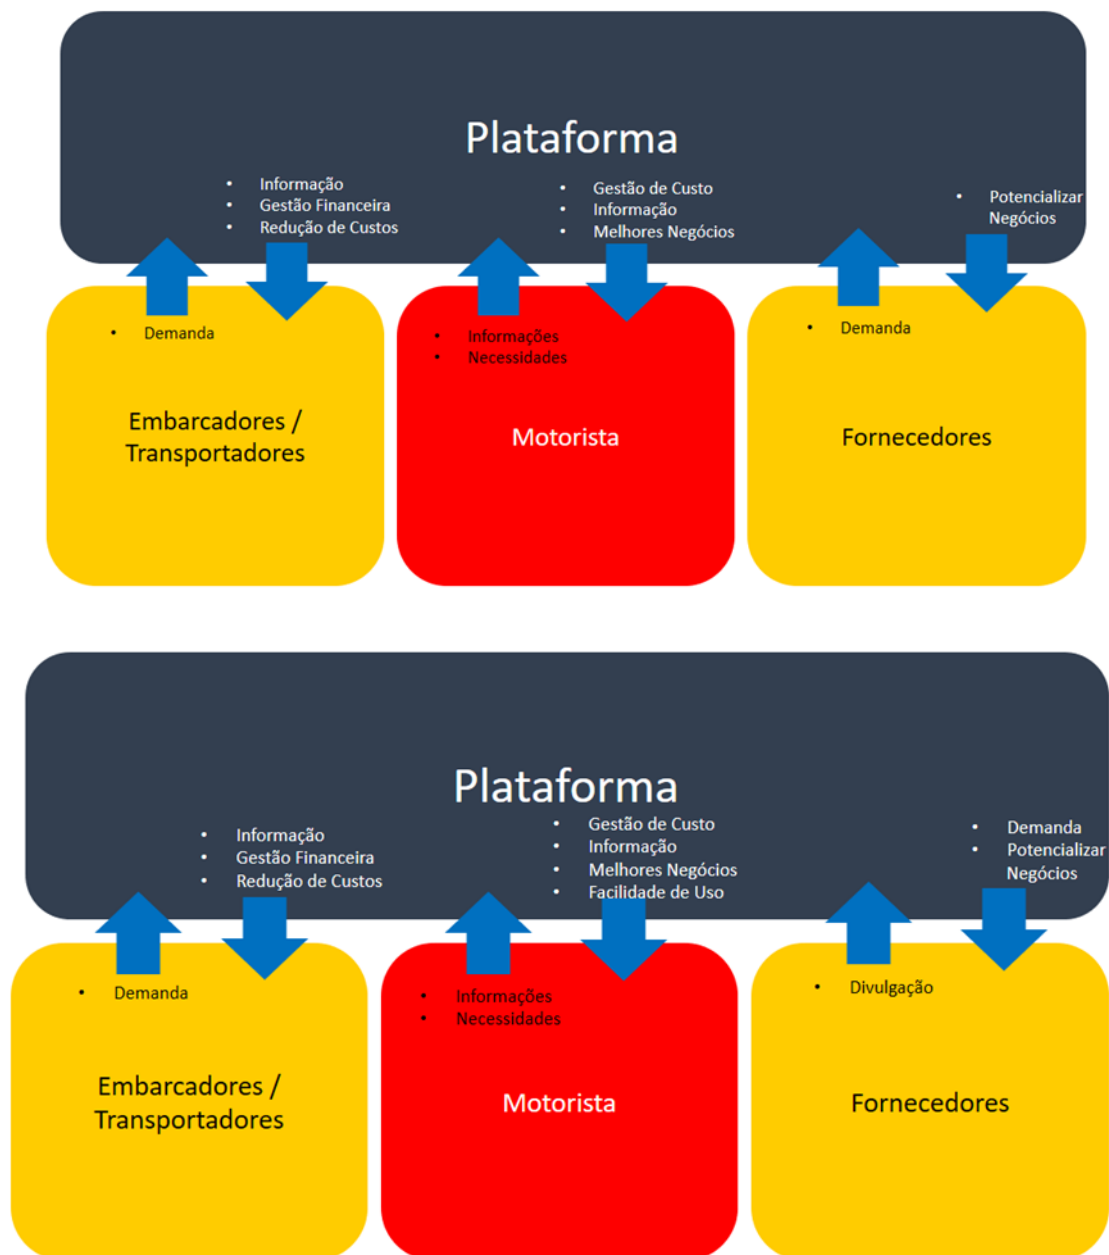 Plataforma
• Informação
• Gestão Financeira
• Redução de Custos
• Gestão de Custo
• Informação
• Melhores Negócios
• Potencializar
Negócios
• Demanda
Embarcadores /
Transportadores
• Informações
• Necessidades
Motorista
• Demanda
Fornecedores
Plataforma
• Informação
• Gestão Financeira
• Redução de Custos
• Gestão de Custo
• Informação
• Melhores Negócios
• Facilidade de Uso
• Demanda
• Potencializar
Negócios
• Demanda
Embarcadores /
Transportadores
• Informações
• Necessidades
Motorista
• Divulgação
Fornecedores